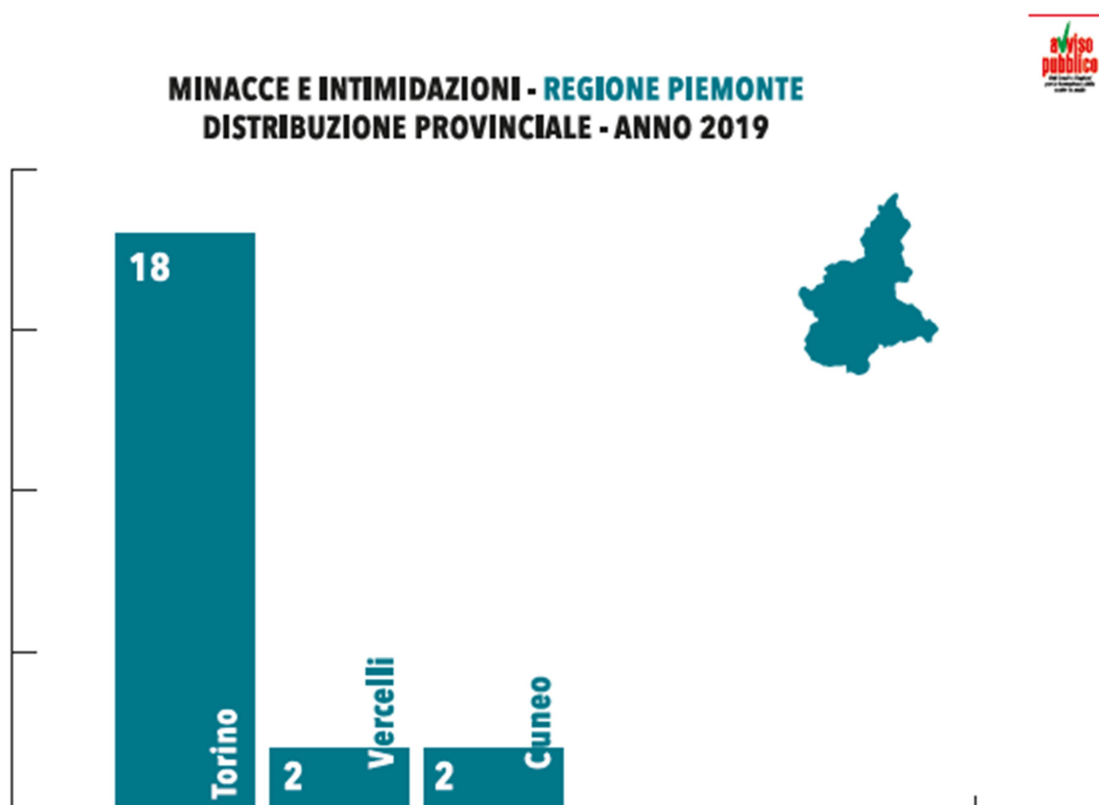 avviso
pubblico
MINACCE E INTIMIDAZIONI - REGIONE PIEMONTE
DISTRIBUZIONE PROVINCIALE - ANNO 2019
18
Torino
2
Vercelli
2
Cuneo